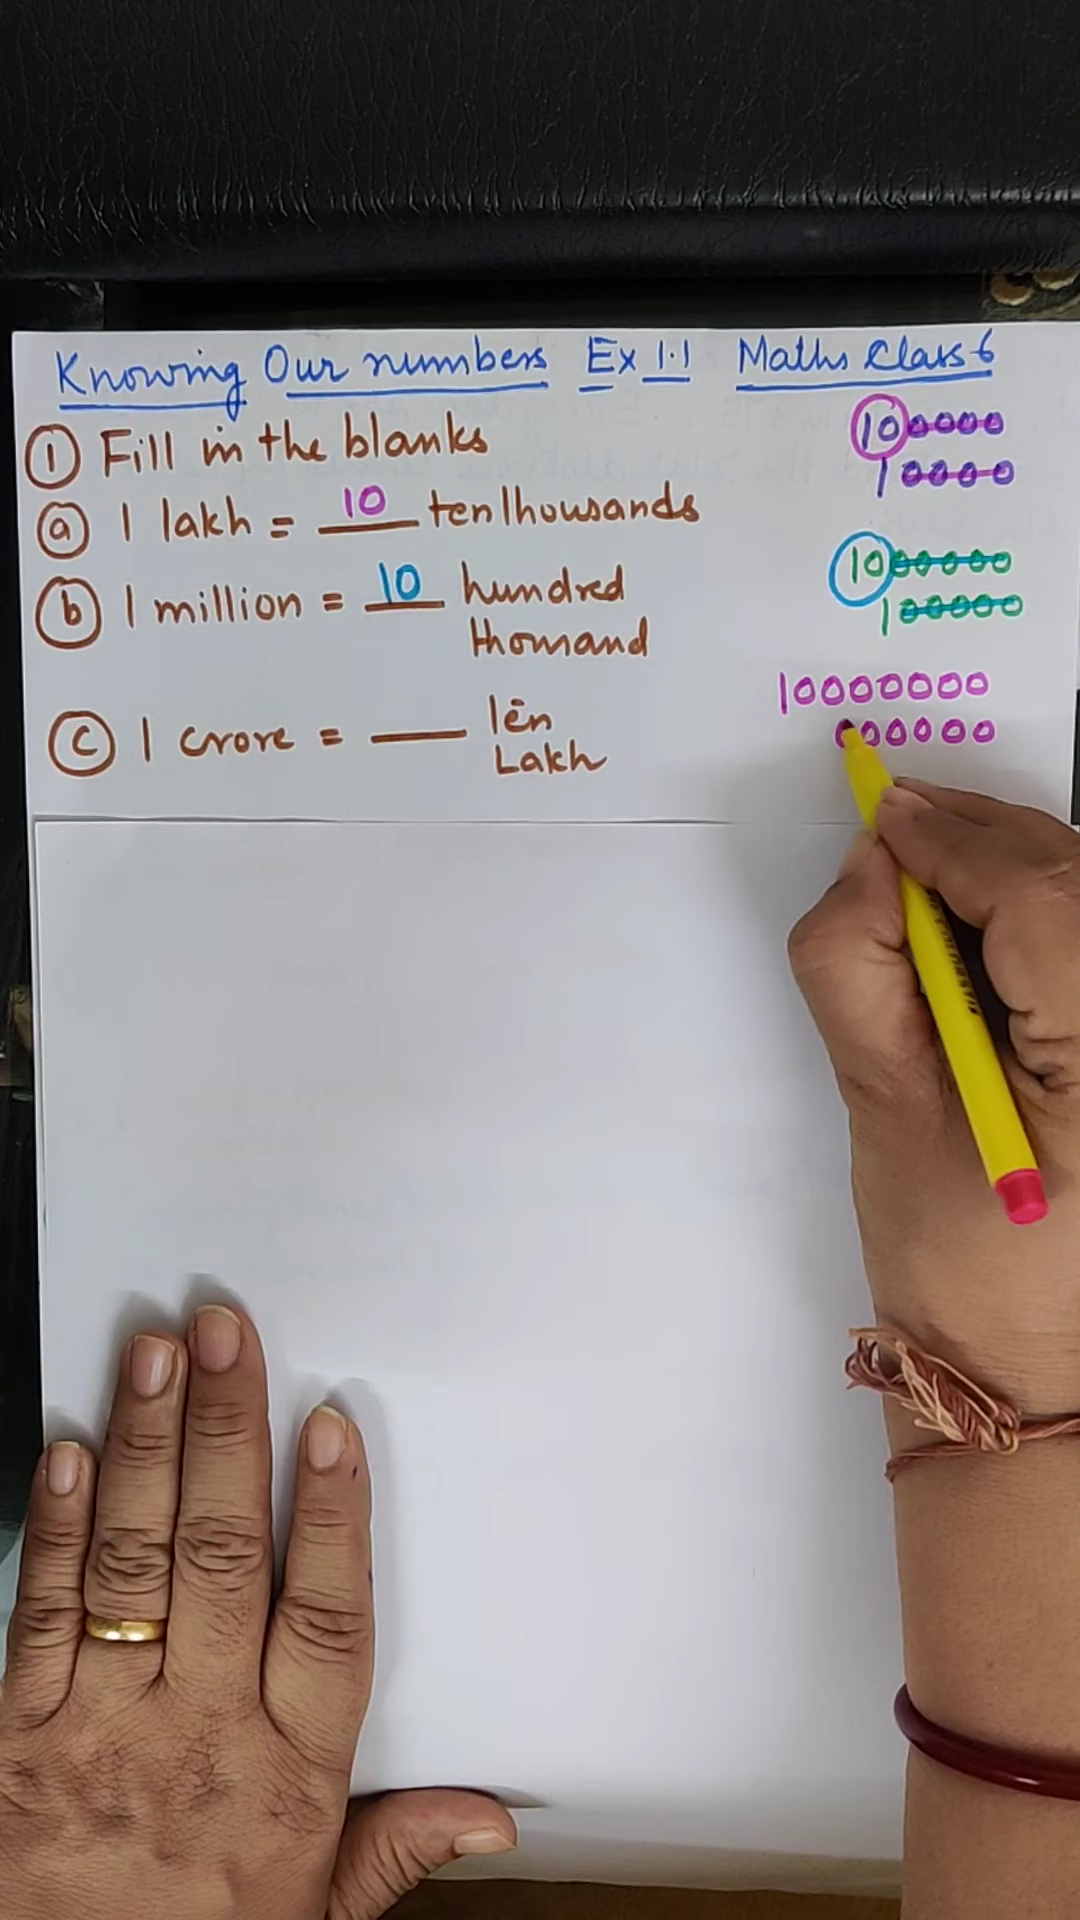 Knowing Our numbers Ex 1.1 Maths Class 6
① Fill in the blanks
100000
10000
ⓐ 1 lakh = 10 ten thousands
ⓑ 1 million = 10 hundred
thousand
1000000
100000
ⓒ 1 crore = ___ ten
Lakh
10000000
000000